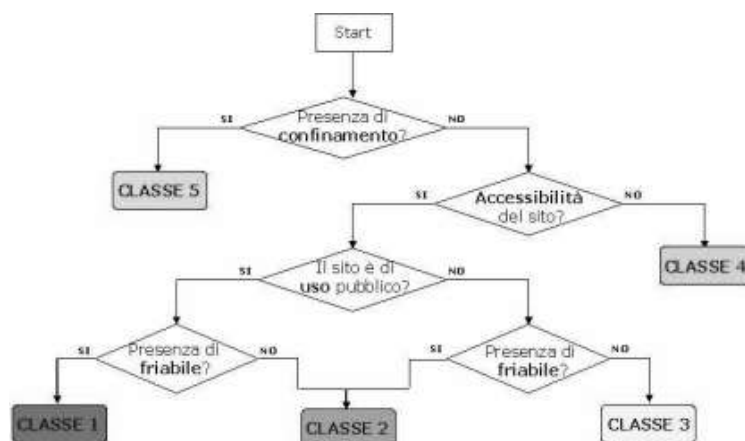 Start
Presenza di
confinamento?
SI
NO
CLASSE 5
Accessibilità
del sito?
SI
NO
CLASSE 4
Il sito è di
uso pubblico?
SI
NO
Presenza di
friabile?
SI
NO
Presenza di
friabile?
SI
NO
CLASSE 1
CLASSE 2
CLASSE 3